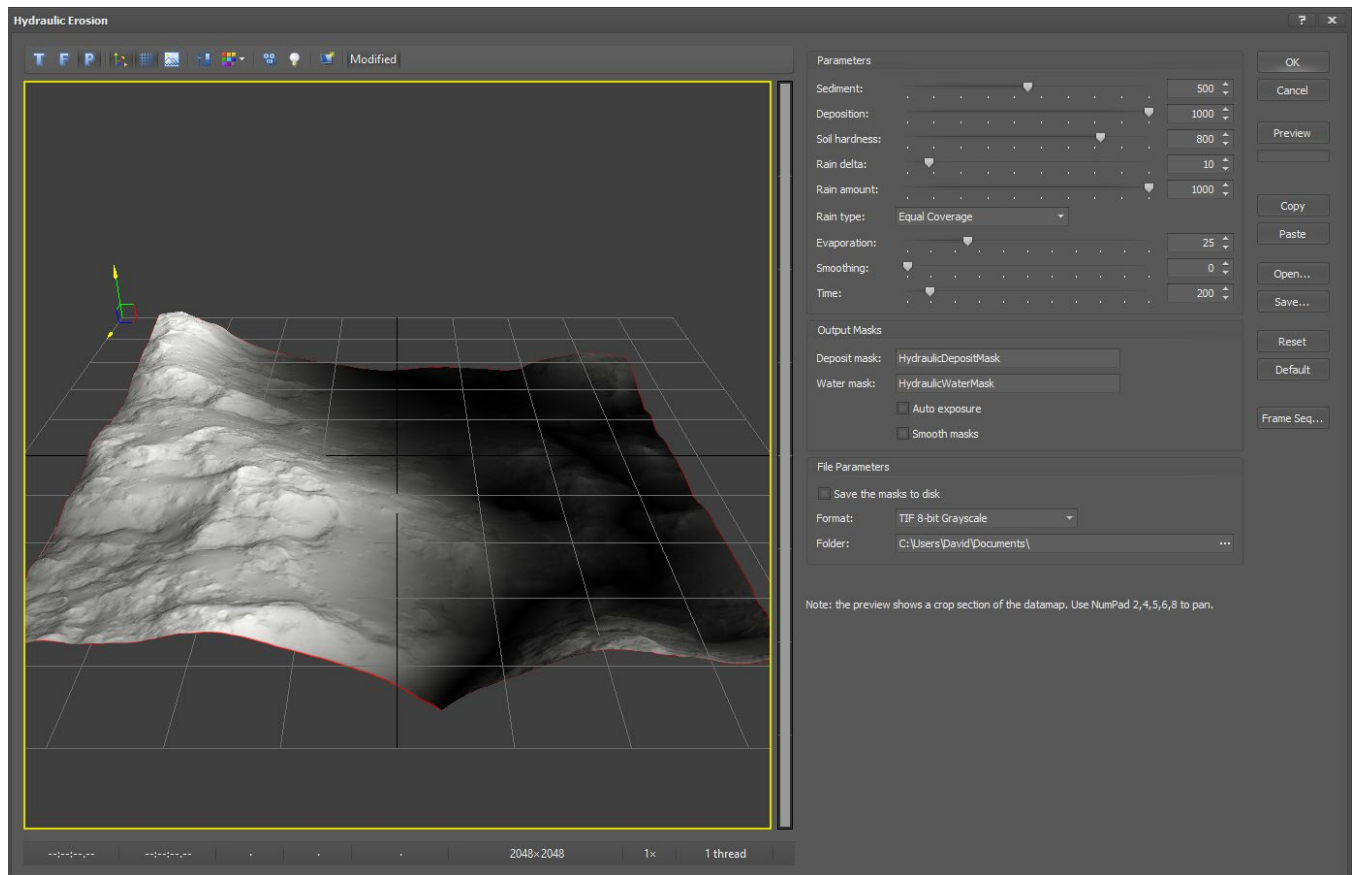 Hydraulic Erosion
? x
T F P Modified
Parameters
Sediment: 500
Deposition: 1000
Soil hardness: 800
Rain delta: 10
Rain amount: 1000
Rain type: Equal Coverage
Evaporation: 25
Smoothing: 0
Time: 200
Output Masks
Deposit mask: HydraulicDepositMask
Water mask: HydraulicWaterMask
Auto exposure
Smooth masks
File Parameters
Save the masks to disk
Format: TIF 8-bit Grayscale
Folder: C:\Users\David\Documents\ ...
Note: the preview shows a crop section of the datamap. Use NumPad 2,4,5,6,8 to pan.
OK
Cancel
Preview
Copy
Paste
Open...
Save...
Reset
Default
Frame Seq...
--:--:--,-- --:--:--,-- . . . 2048×2048 1× 1 thread